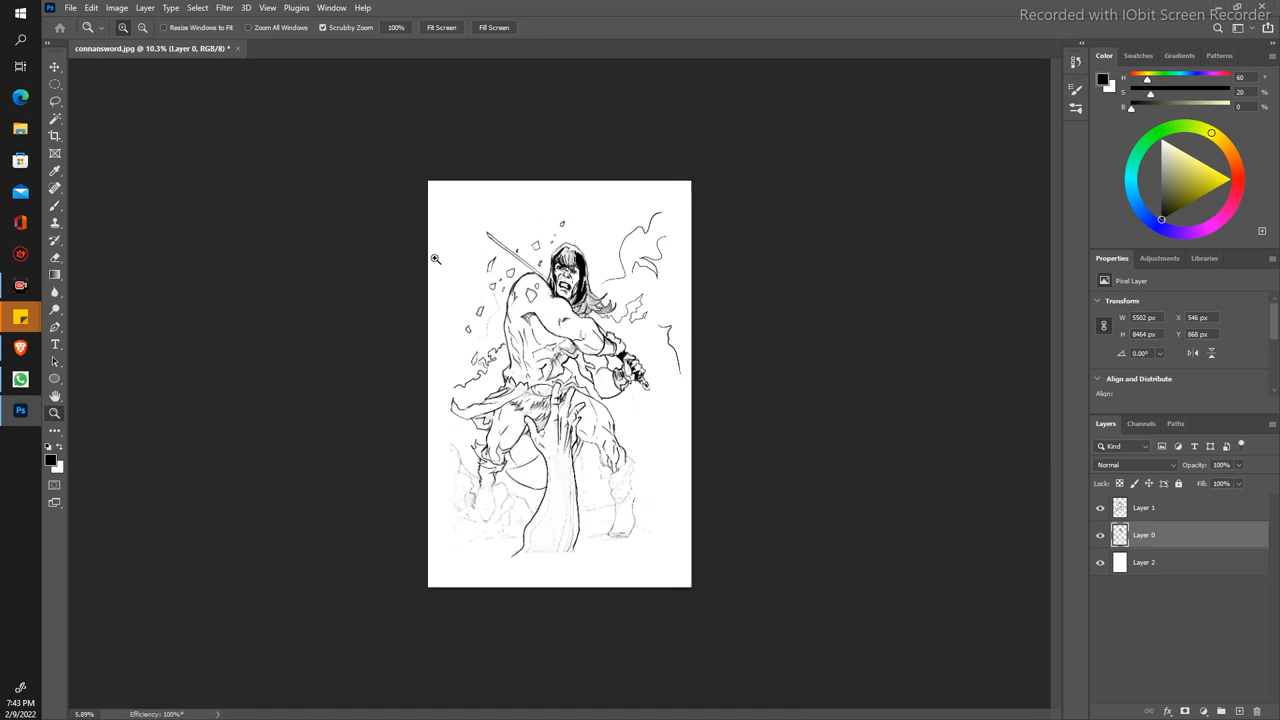 File Edit Image Layer Type Select Filter 3D View Plugins Window Help
Recorded with IObit Screen Recorder
Resize Windows to Fit Zoom All Windows Scrubby Zoom 100% Fit Screen Fill Screen
connansword.jpg @ 10.3% (Layer 0, RGB/8) *
Color Swatches Gradients Patterns
H 60 °
S 20 %
B 0 %
Properties Adjustments Libraries
Pixel Layer
Transform
W 5502 px X 546 px
H 8464 px Y 868 px
0.00°
Align and Distribute
Align:
Layers Channels Paths
Kind
Normal Opacity: 100%
Lock: Fill: 100%
Layer 1
Layer 0
Layer 2
7:43 PM
2/9/2022
5.89% Efficiency: 100%*